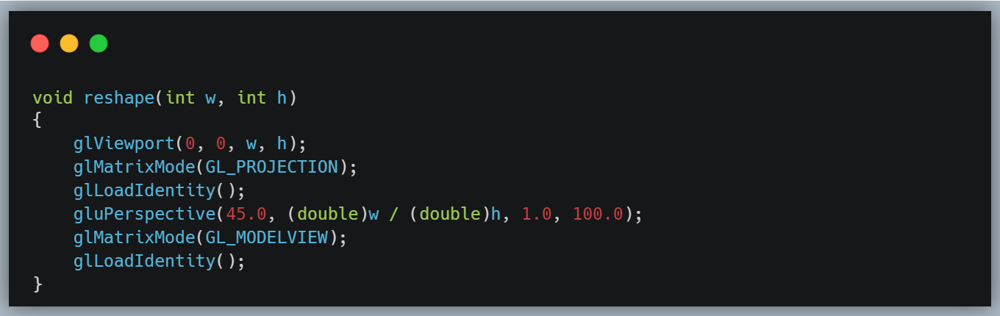 void reshape(int w, int h)
{
    glViewport(0, 0, w, h);
    glMatrixMode(GL_PROJECTION);
    glLoadIdentity();
    gluPerspective(45.0, (double)w / (double)h, 1.0, 100.0);
    glMatrixMode(GL_MODELVIEW);
    glLoadIdentity();
}